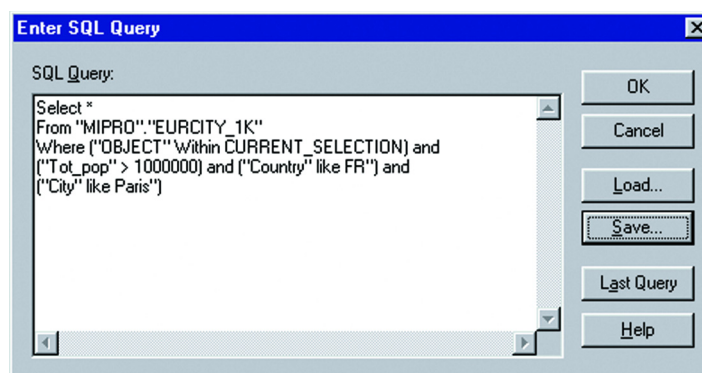 Enter SQL Query
SQL Query:
Select *
From "MIPRO"."EURCITY_1K"
Where ("OBJECT" Within CURRENT_SELECTION) and
("Tot_pop" > 1000000) and ("Country" like FR") and
("City" like Paris")
OK
Cancel
Load...
Save...
Last Query
Help